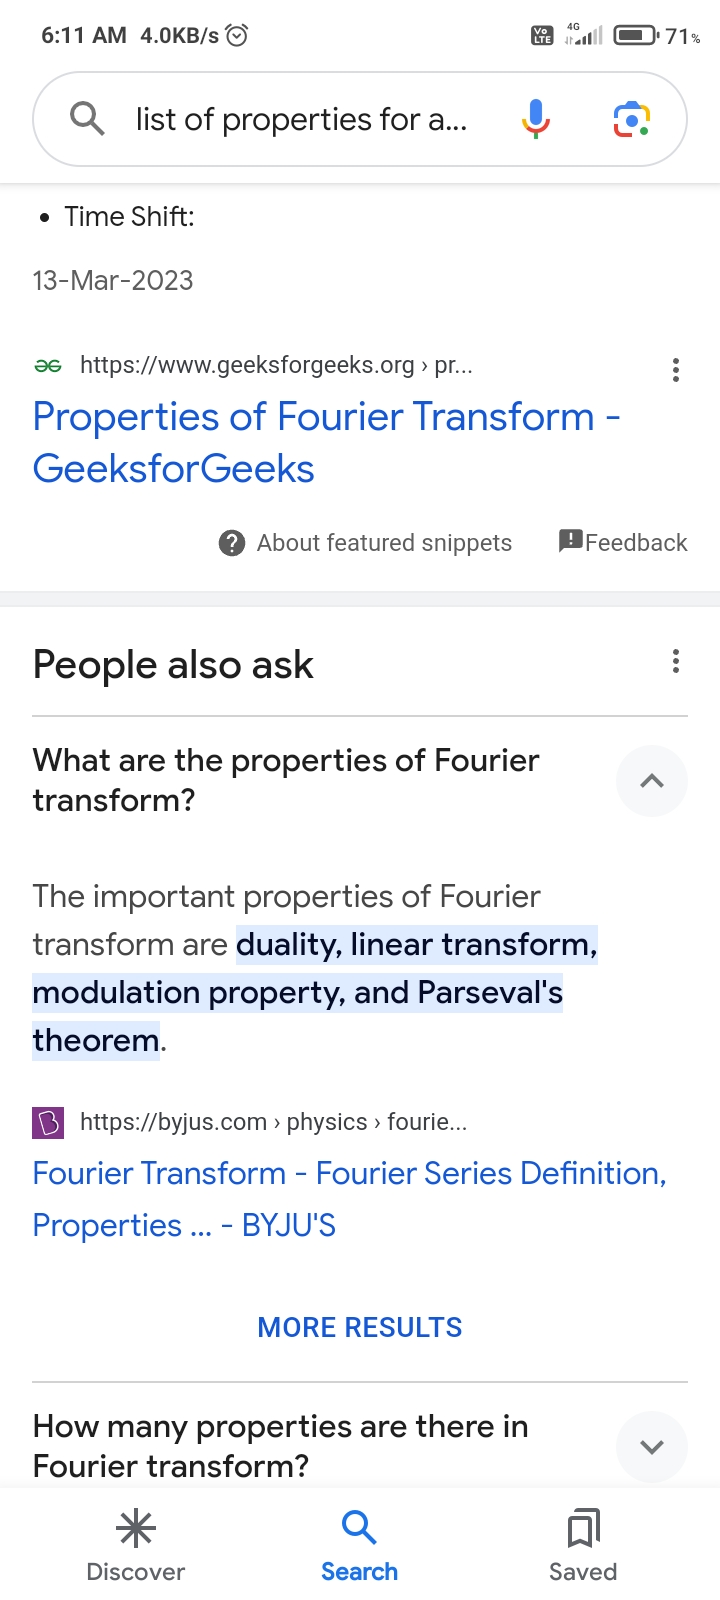 6:11 AM 4.0KB/s Vo LTE 4G 71%
list of properties for a...
• Time Shift:
13-Mar-2023
https://www.geeksforgeeks.org › pr...
Properties of Fourier Transform -
GeeksforGeeks
About featured snippets Feedback
People also ask
What are the properties of Fourier
transform?
The important properties of Fourier
transform are duality, linear transform,
modulation property, and Parseval's
theorem.
https://byjus.com › physics › fourie...
Fourier Transform - Fourier Series Definition,
Properties ... - BYJU'S
MORE RESULTS
How many properties are there in
Fourier transform?
Discover Search Saved